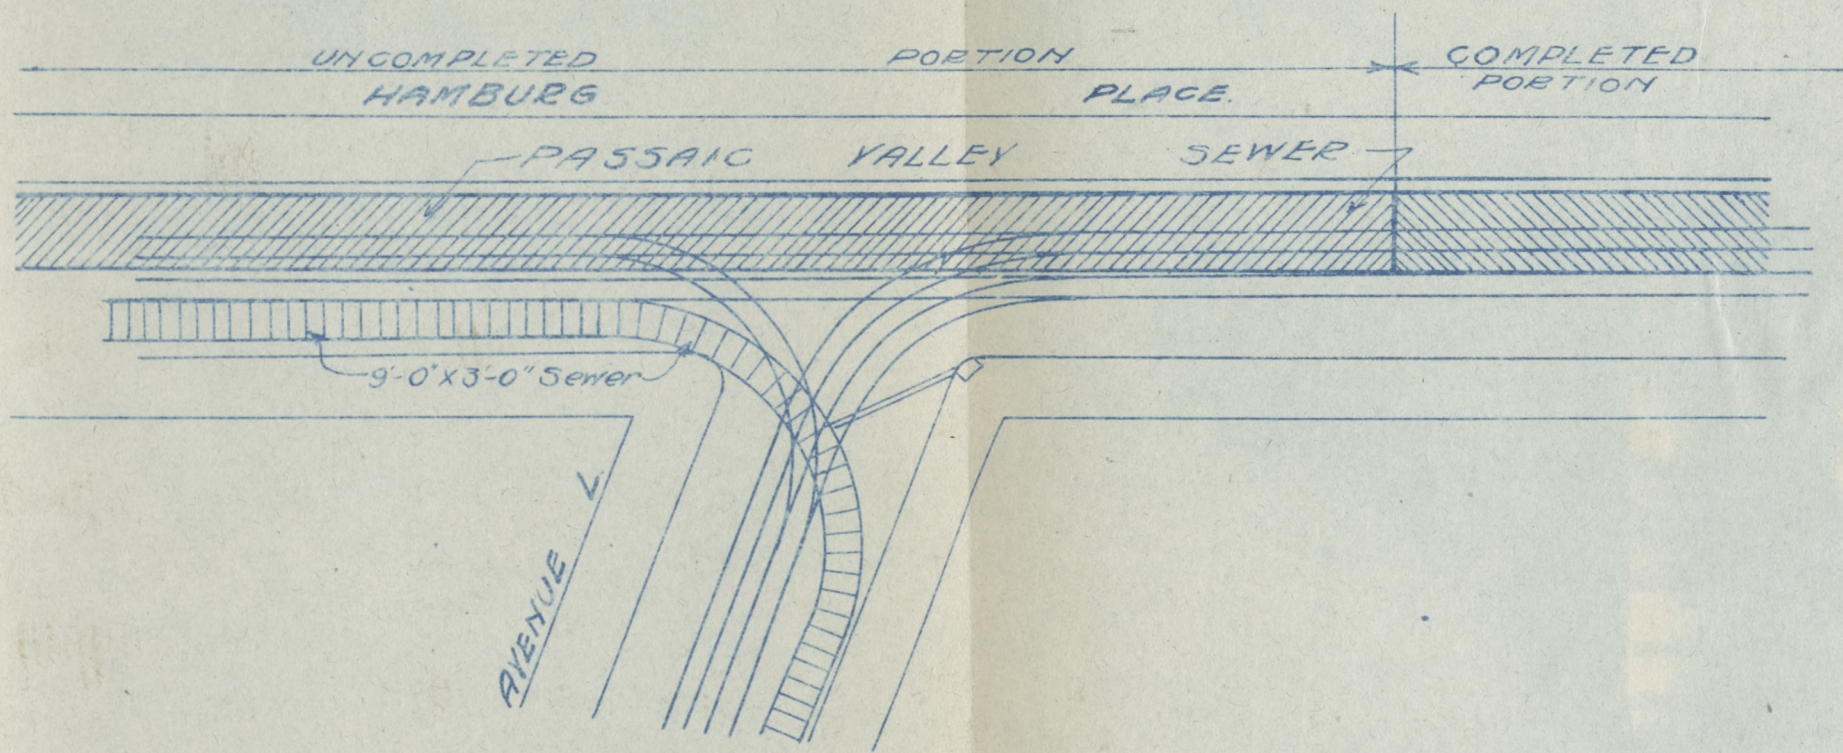 UNCOMPLETED PORTION
COMPLETED
PORTION
HAMBURG PLACE.
PASSAIC VALLEY SEWER
9'-0"X3'-0" Sewer
AVENUE L.